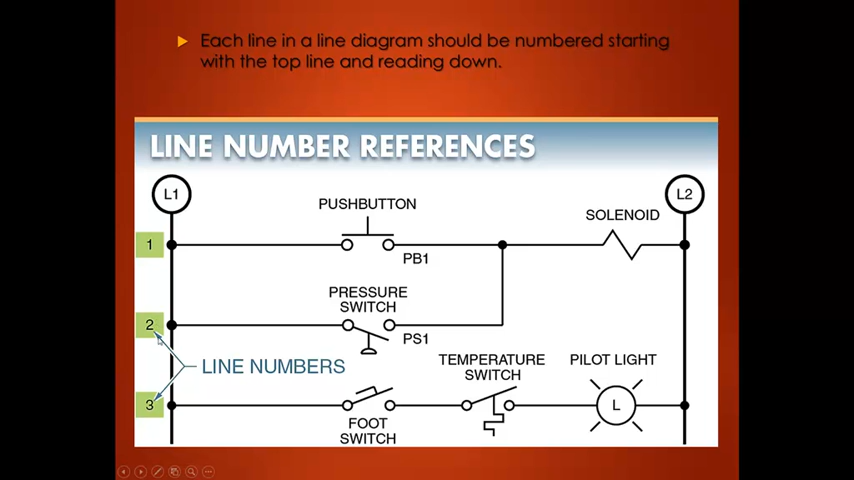 Each line in a line diagram should be numbered starting
with the top line and reading down.
LINE NUMBER REFERENCES
L1
L2
PUSHBUTTON
SOLENOID
1
PB1
PRESSURE
SWITCH
2
PS1
LINE NUMBERS
TEMPERATURE
SWITCH
PILOT LIGHT
3
L
FOOT
SWITCH